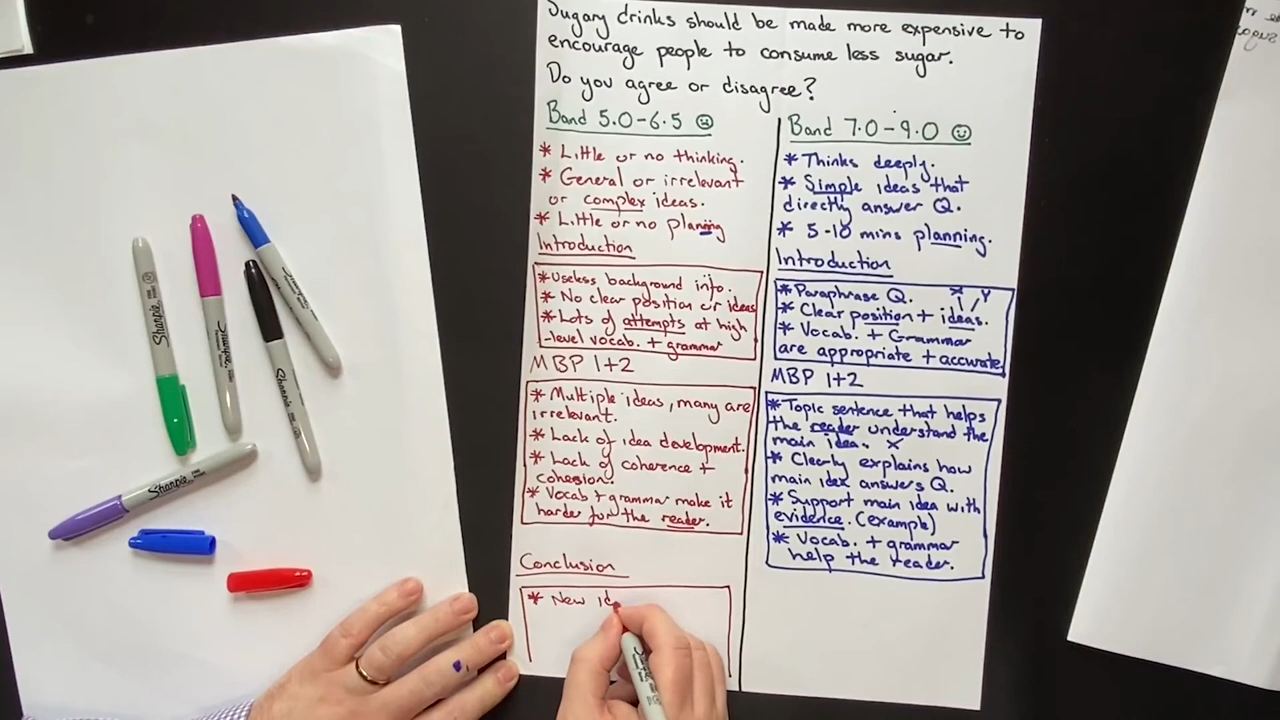 Sugary drinks should be made more expensive to
encourage people to consume less sugar.
Do you agree or disagree?
Band 5.0-6.5 ☹
* Little or no thinking.
* General or irrelevant
or complex ideas.
* Little or no planning
Introduction
* Useless background info.
* No clear position or ideas
* Lots of attempts at high
-level vocab. + grammar
MBP 1+2
* Multiple ideas, many are
irrelevant.
* Lack of idea development.
* Lack of coherence +
cohesion.
* Vocab + grammar make it
harder for the reader.
Conclusion
* New id
Band 7.0-9.0 ☺
* Thinks deeply.
* Simple ideas that
directly answer Q.
* 5-10 mins planning.
Introduction
* Paraphrase Q. X Y
* Clear position + ideas.
* Vocab. + Grammar
are appropriate + accurate
MBP 1+2
* Topic sentence that helps
the reader understand the
main idea. X
* Clearly explains how
main idea answers Q.
* Support main idea with
evidence. (example)
* Vocab. + grammar
help the reader.
Sharpie
Sharpie
Sharpie
Sharpie
Sharpie